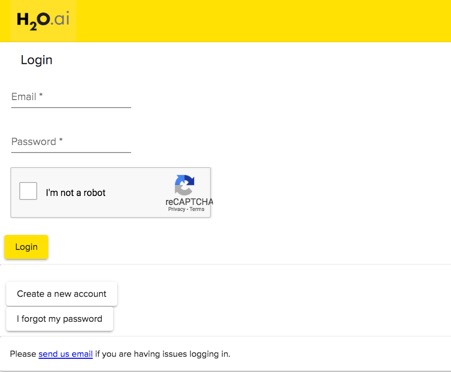 H2O.ai
Login
Email *
Password *
I'm not a robot
reCAPTCHA
Privacy - Terms
Login
Create a new account
I forgot my password
Please send us email if you are having issues logging in.